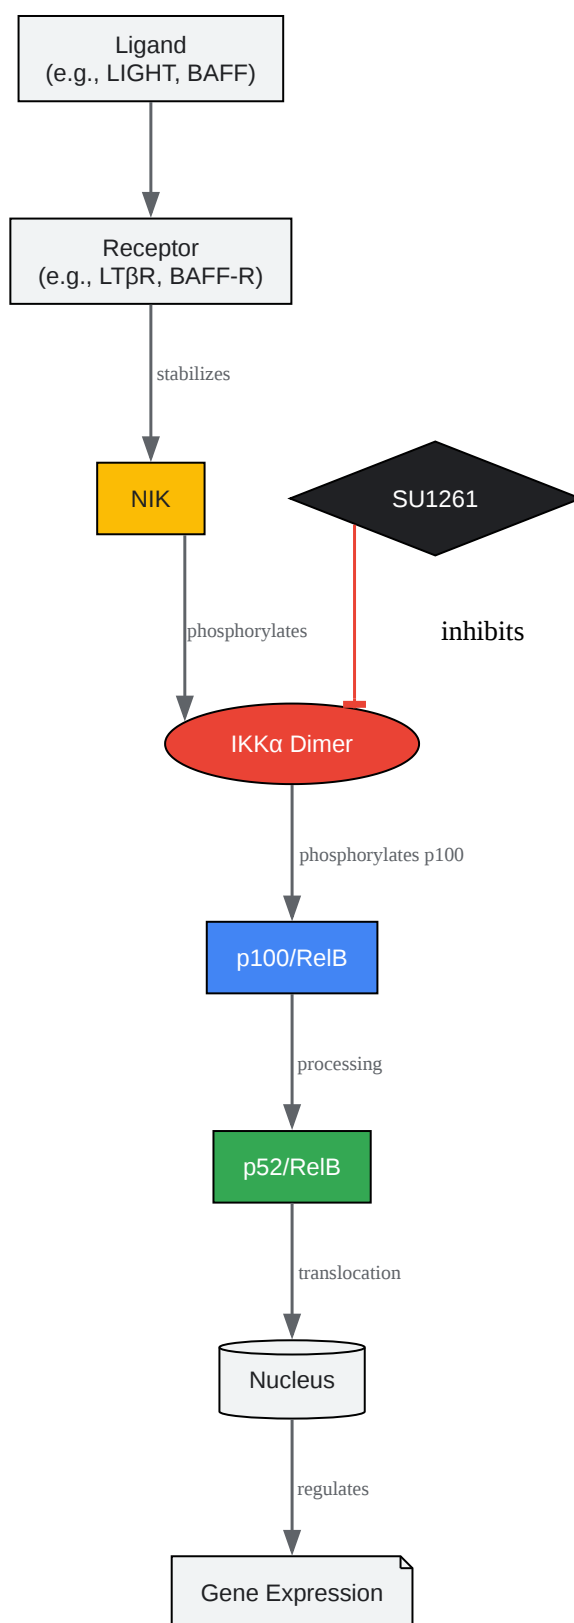 Ligand
(e.g., LIGHT, BAFF)
Receptor
(e.g., LTβR, BAFF-R)
stabilizes
NIK
SU1261
phosphorylates
inhibits
IKKα Dimer
phosphorylates p100
p100/RelB
processing
p52/RelB
translocation
Nucleus
regulates
Gene Expression